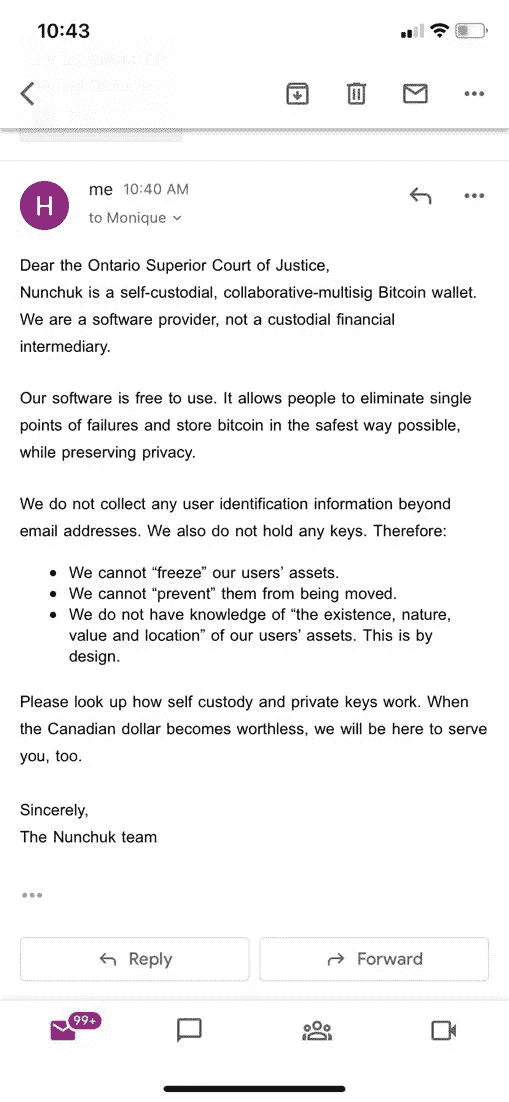 10:43
H
me 10:40 AM
to Monique
Dear the Ontario Superior Court of Justice,
Nunchuk is a self-custodial, collaborative-multisig Bitcoin wallet.
We are a software provider, not a custodial financial
intermediary.
Our software is free to use. It allows people to eliminate single
points of failures and store bitcoin in the safest way possible,
while preserving privacy.
We do not collect any user identification information beyond
email addresses. We also do not hold any keys. Therefore:
• We cannot “freeze” our users’ assets.
• We cannot “prevent” them from being moved.
• We do not have knowledge of “the existence, nature,
value and location” of our users’ assets. This is by
design.
Please look up how self custody and private keys work. When
the Canadian dollar becomes worthless, we will be here to serve
you, too.
Sincerely,
The Nunchuk team
Reply
Forward
99+